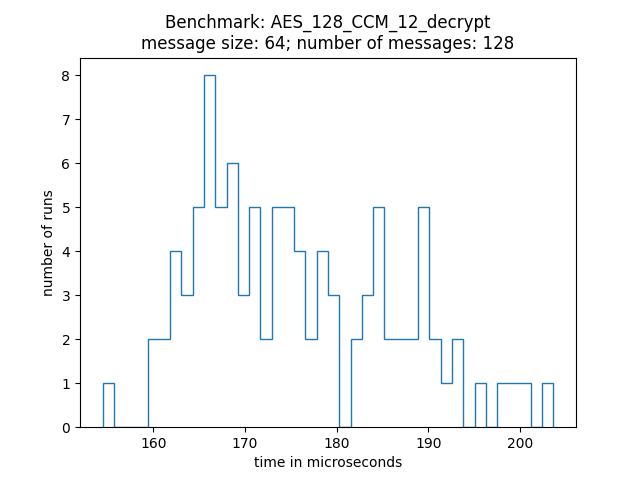 Benchmark: AES_128_CCM_12_decrypt
message size: 64; number of messages: 128
8
7
6
5
4
3
2
1
0
number of runs
160 170 180 190 200
time in microseconds